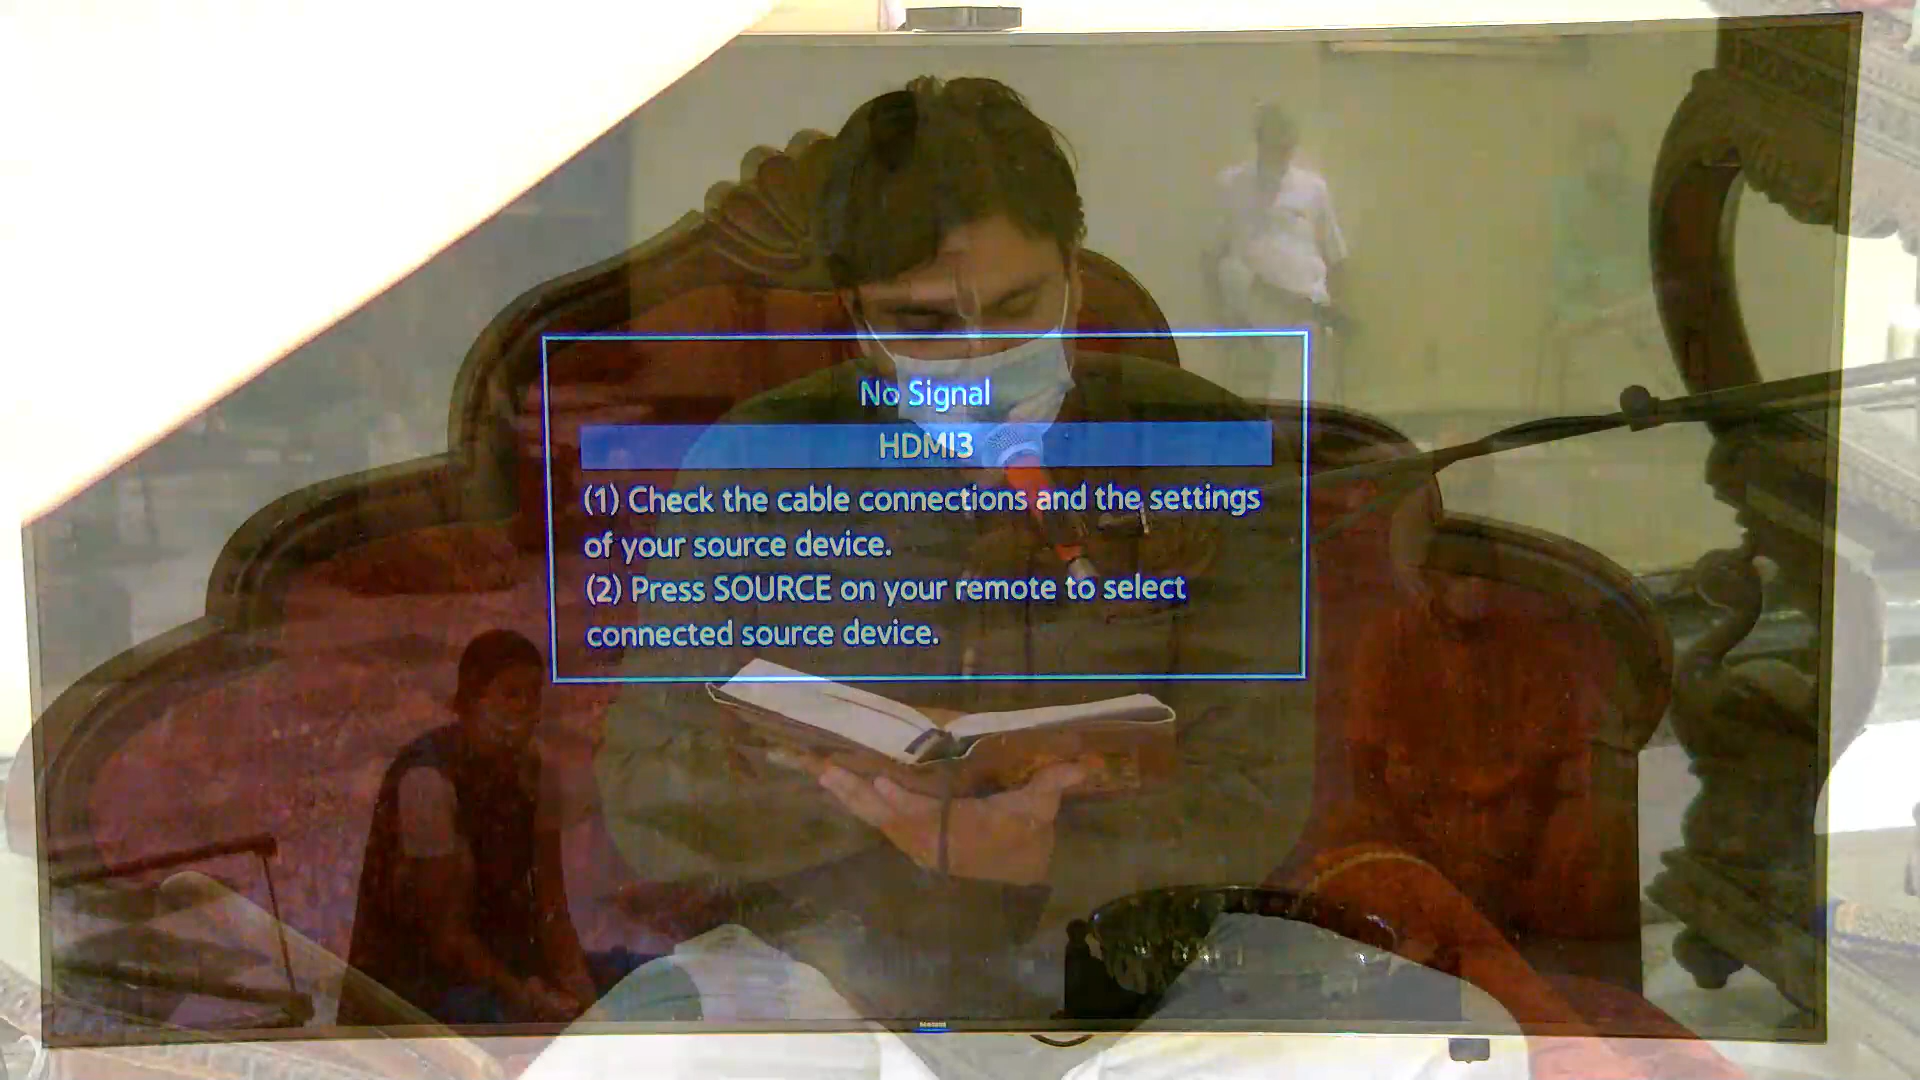 No Signal
HDMI3
(1) Check the cable connections and the settings
of your source device.
(2) Press SOURCE on your remote to select
connected source device.
SAMSUNG